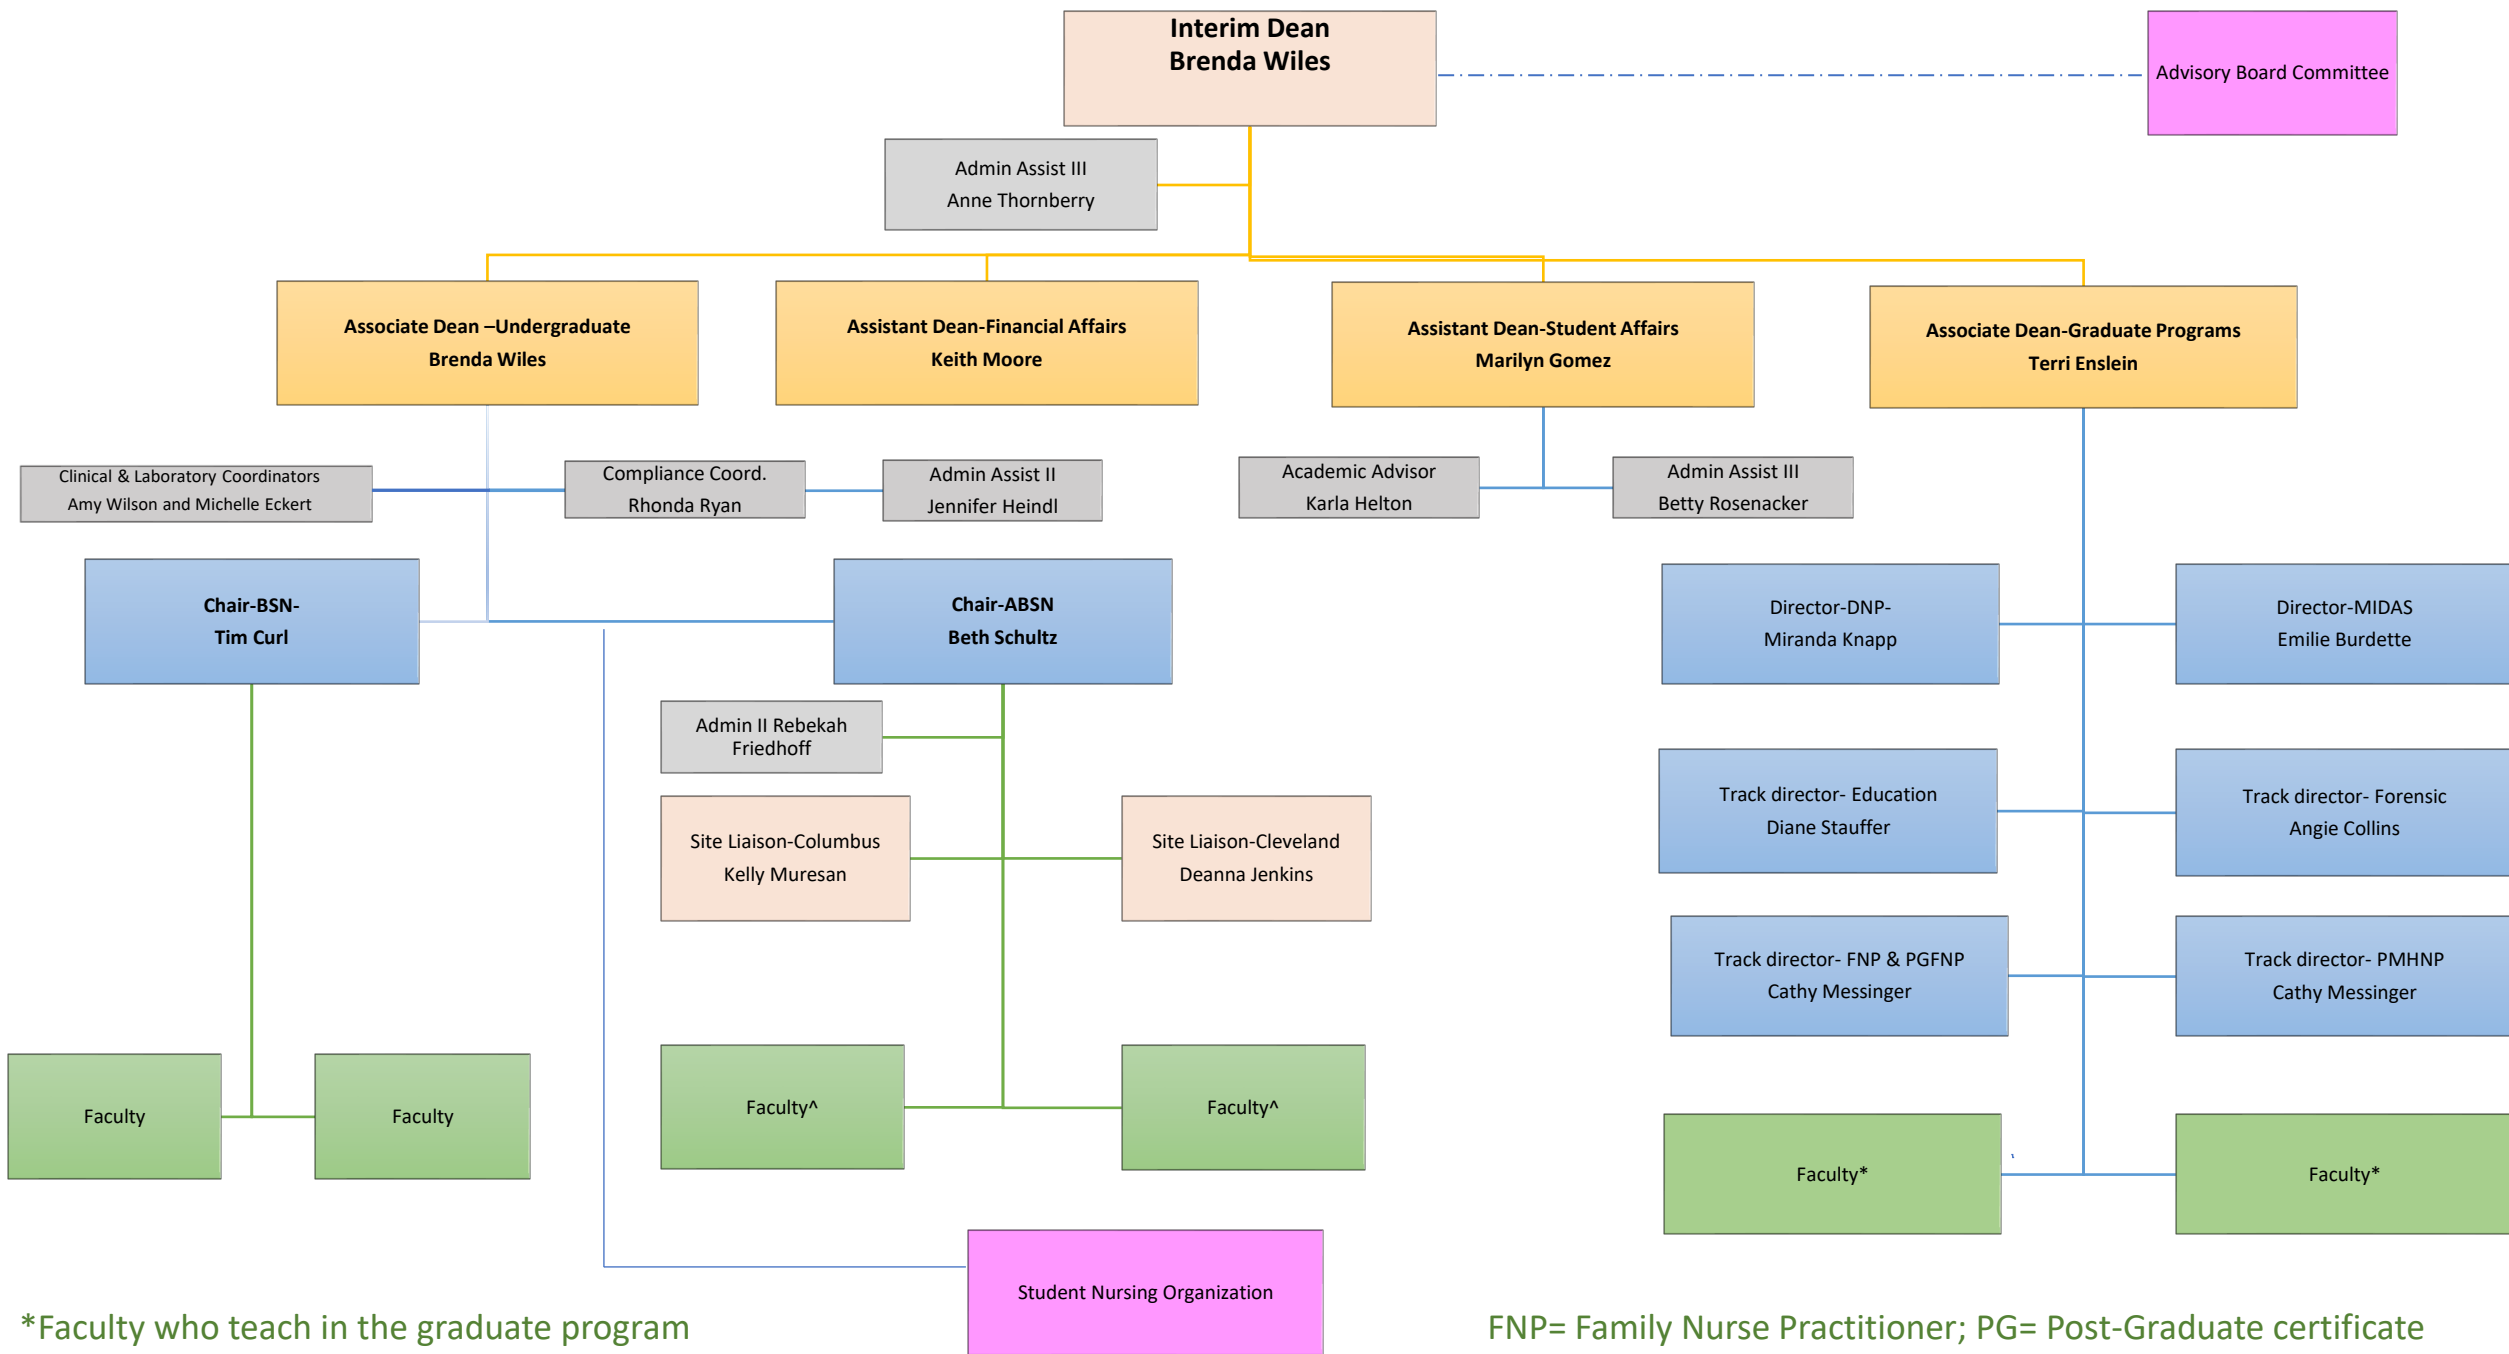 Interim Dean
Brenda Wiles
Advisory Board Committee
Admin Assist III
Anne Thornberry
Associate Dean –Undergraduate
Brenda Wiles
Assistant Dean-Financial Affairs
Keith Moore
Assistant Dean-Student Affairs
Marilyn Gomez
Associate Dean-Graduate Programs
Terri Enslein
Clinical & Laboratory Coordinators
Amy Wilson and Michelle Eckert
Compliance Coord.
Rhonda Ryan
Admin Assist II
Jennifer Heindl
Academic Advisor
Karla Helton
Admin Assist III
Betty Rosenacker
Chair-BSN-
Tim Curl
Chair-ABSN
Beth Schultz
Director-DNP-
Miranda Knapp
Director-MIDAS
Emilie Burdette
Admin II Rebekah
Friedhoff
Site Liaison-Columbus
Kelly Muresan
Site Liaison-Cleveland
Deanna Jenkins
Track director- Education
Diane Stauffer
Track director- Forensic
Angie Collins
Track director- FNP & PGFNP
Cathy Messinger
Track director- PMHNP
Cathy Messinger
Faculty
Faculty
Faculty^
Faculty^
Faculty*
Faculty*
Student Nursing Organization
*Faculty who teach in the graduate program
FNP= Family Nurse Practitioner; PG= Post-Graduate certificate